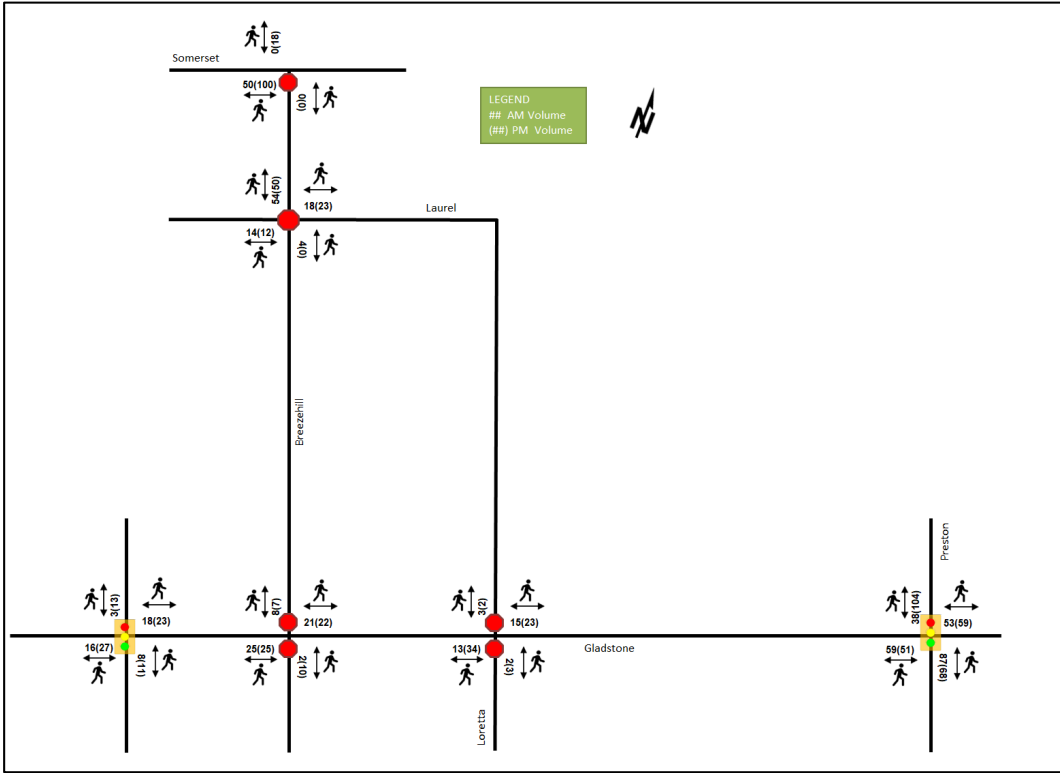 0(18)
Somerset
50(100)
0(0)
LEGEND
## AM Volume
(##) PM Volume
N
54(50)
18(23)
Laurel
14(12)
4(0)
Breezehill
Preston
3(13)
18(23)
8(7)
21(22)
3(2)
15(23)
38(104)
53(59)
16(27)
8(11)
25(25)
2(10)
13(34)
2(3)
Gladstone
59(51)
87(68)
Loretta